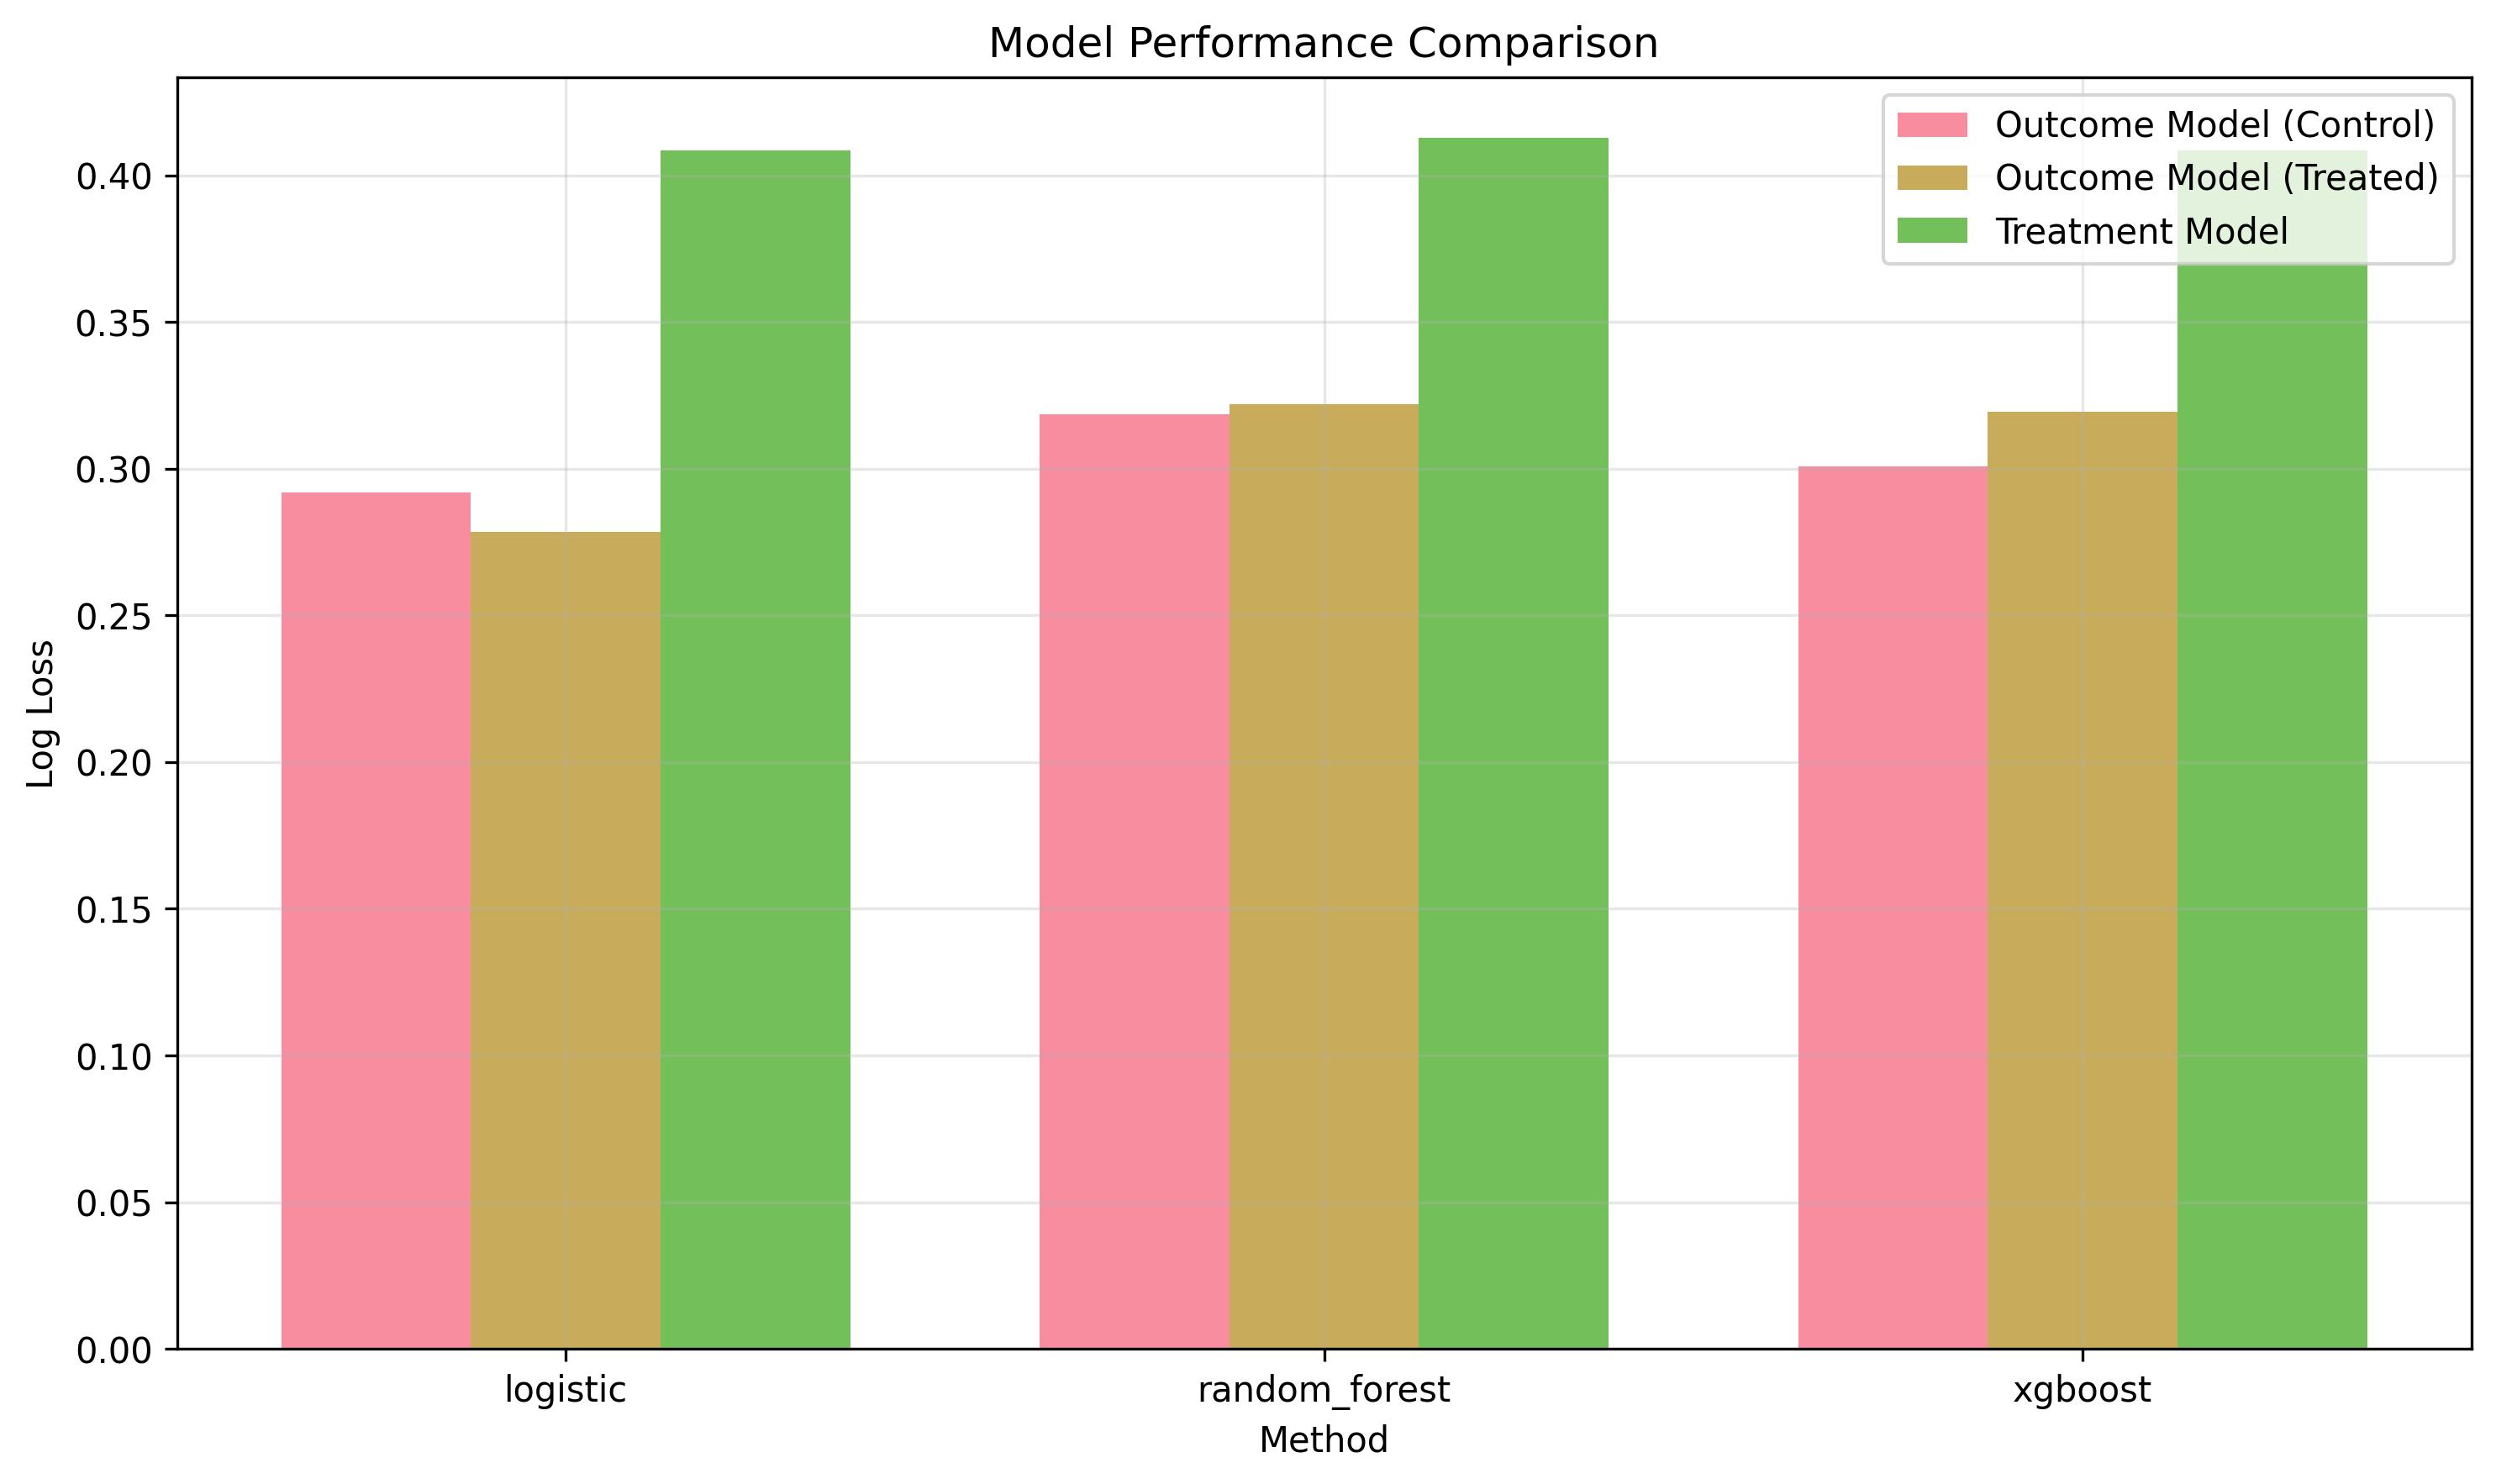 Model Performance Comparison
Outcome Model (Control)
Outcome Model (Treated)
Treatment Model
0.40
0.35
0.30
0.25
0.20
0.15
0.10
0.05
0.00
Log Loss
logistic
random_forest
xgboost
Method